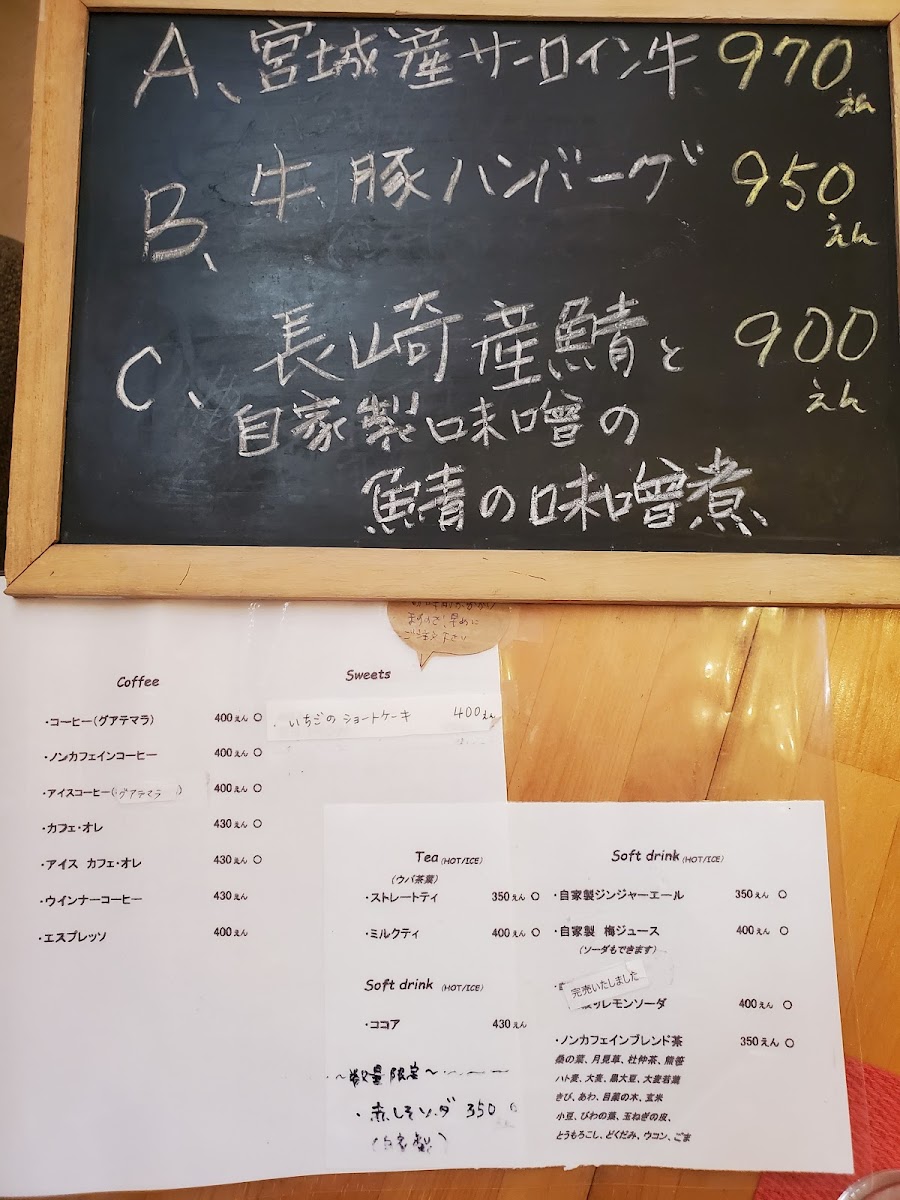 A、宮城産サーロイン牛 970えん
B、牛、豚ハンバーグ 950えん
C、長崎産鯖と 900えん
自家製味噌の
鯖の味噌煮
ますので、早めに
ご注文下さい
Coffee
・コーヒー(グアテマラ) 400えん ○
・ノンカフェインコーヒー 400えん ○
・アイスコーヒー(グアテマラ) 400えん ○
・カフェ・オレ 430えん ○
・アイス カフェ・オレ 430えん ○
・ウインナーコーヒー 430えん
・エスプレッソ 400えん
Sweets
・いちごの ショートケーキ 400えん
Tea (HOT/ICE)
(ウバ茶葉)
・ストレートティ 350えん ○
・ミルクティ 400えん ○
Soft drink (HOT/ICE)
・ココア 430えん
～数量限定～
・赤しそソーダ 350
(自家製)
Soft drink (HOT/ICE)
・自家製ジンジャーエール 350えん ○
・自家製 梅ジュース 400えん ○
(ソーダもできます)
完売いたしました
レモンソーダ 400えん ○
・ノンカフェインブレンド茶 350えん ○
桑の葉、月見草、杜仲茶、熊笹
ハト麦、大麦、黒大豆、大麦若葉
きび、あわ、目薬の木、玄米
小豆、びわの葉、玉ねぎの皮、
とうもろこし、どくだみ、ウコン、ごま